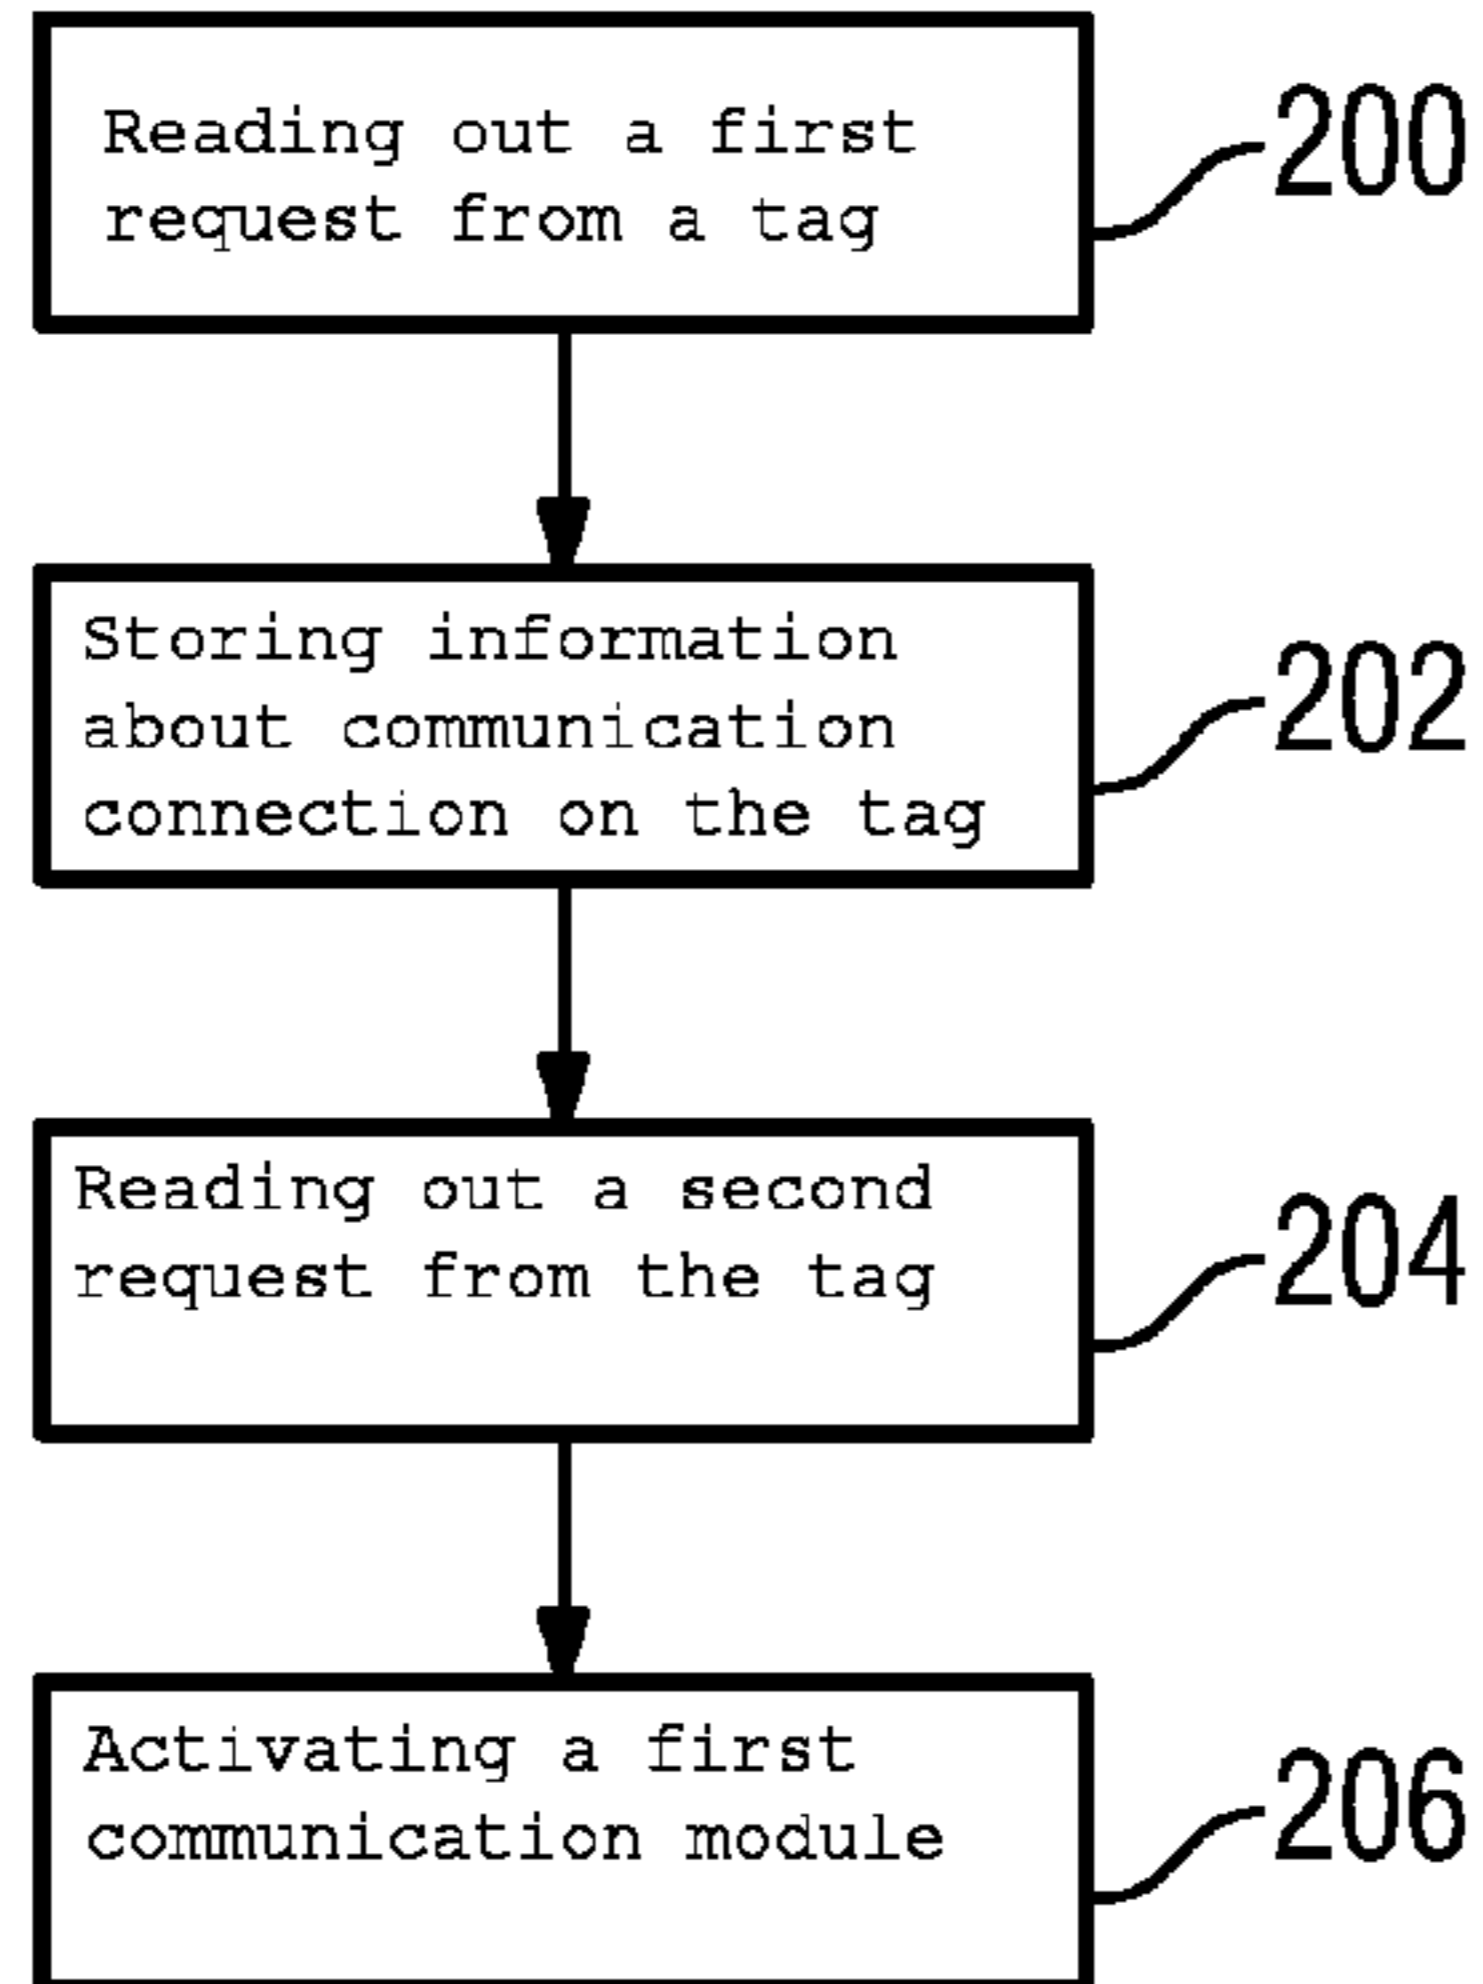 Reading out a first
request from a tag
200
Storing information
about communication
connection on the tag
202
Reading out a second
request from the tag
204
Activating a first
communication module
206